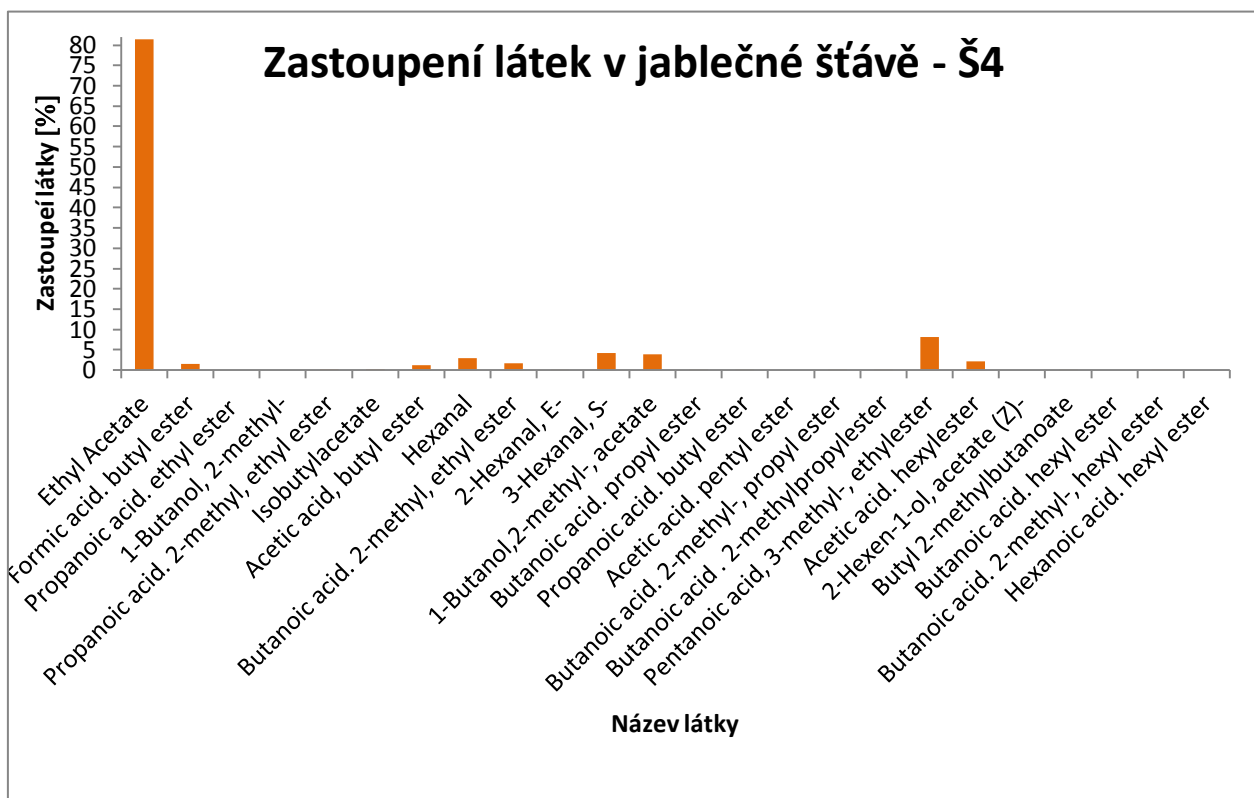 Zastoupení látek v jablečné šťávě - Š4
Zastoupeí látky [%]
80
75
70
65
60
55
50
45
40
35
30
25
20
15
10
5
0
Ethyl Acetate
Formic acid. butyl ester
Propanoic acid. ethyl ester
1-Butanol, 2-methyl-
Propanoic acid. 2-methyl, ethyl ester
Isobutylacetate
Acetic acid, butyl ester
Hexanal
Butanoic acid. 2-methyl, ethyl ester
2-Hexanal, E-
3-Hexanal, S-
1-Butanol,2-methyl-, acetate
Butanoic acid. propyl ester
Propanoic acid. butyl ester
Acetic acid. pentyl ester
Butanoic acid. 2-methyl-, propyl ester
Butanoic acid . 2-methylpropylester
Pentanoic acid, 3-methyl-, ethylester
Acetic acid. hexylester
2-Hexen-1-ol, acetate (Z)-
Butyl 2-methylbutanoate
Butanoic acid. hexyl ester
Butanoic acid. 2-methyl-, hexyl ester
Hexanoic acid. hexyl ester
Název látky